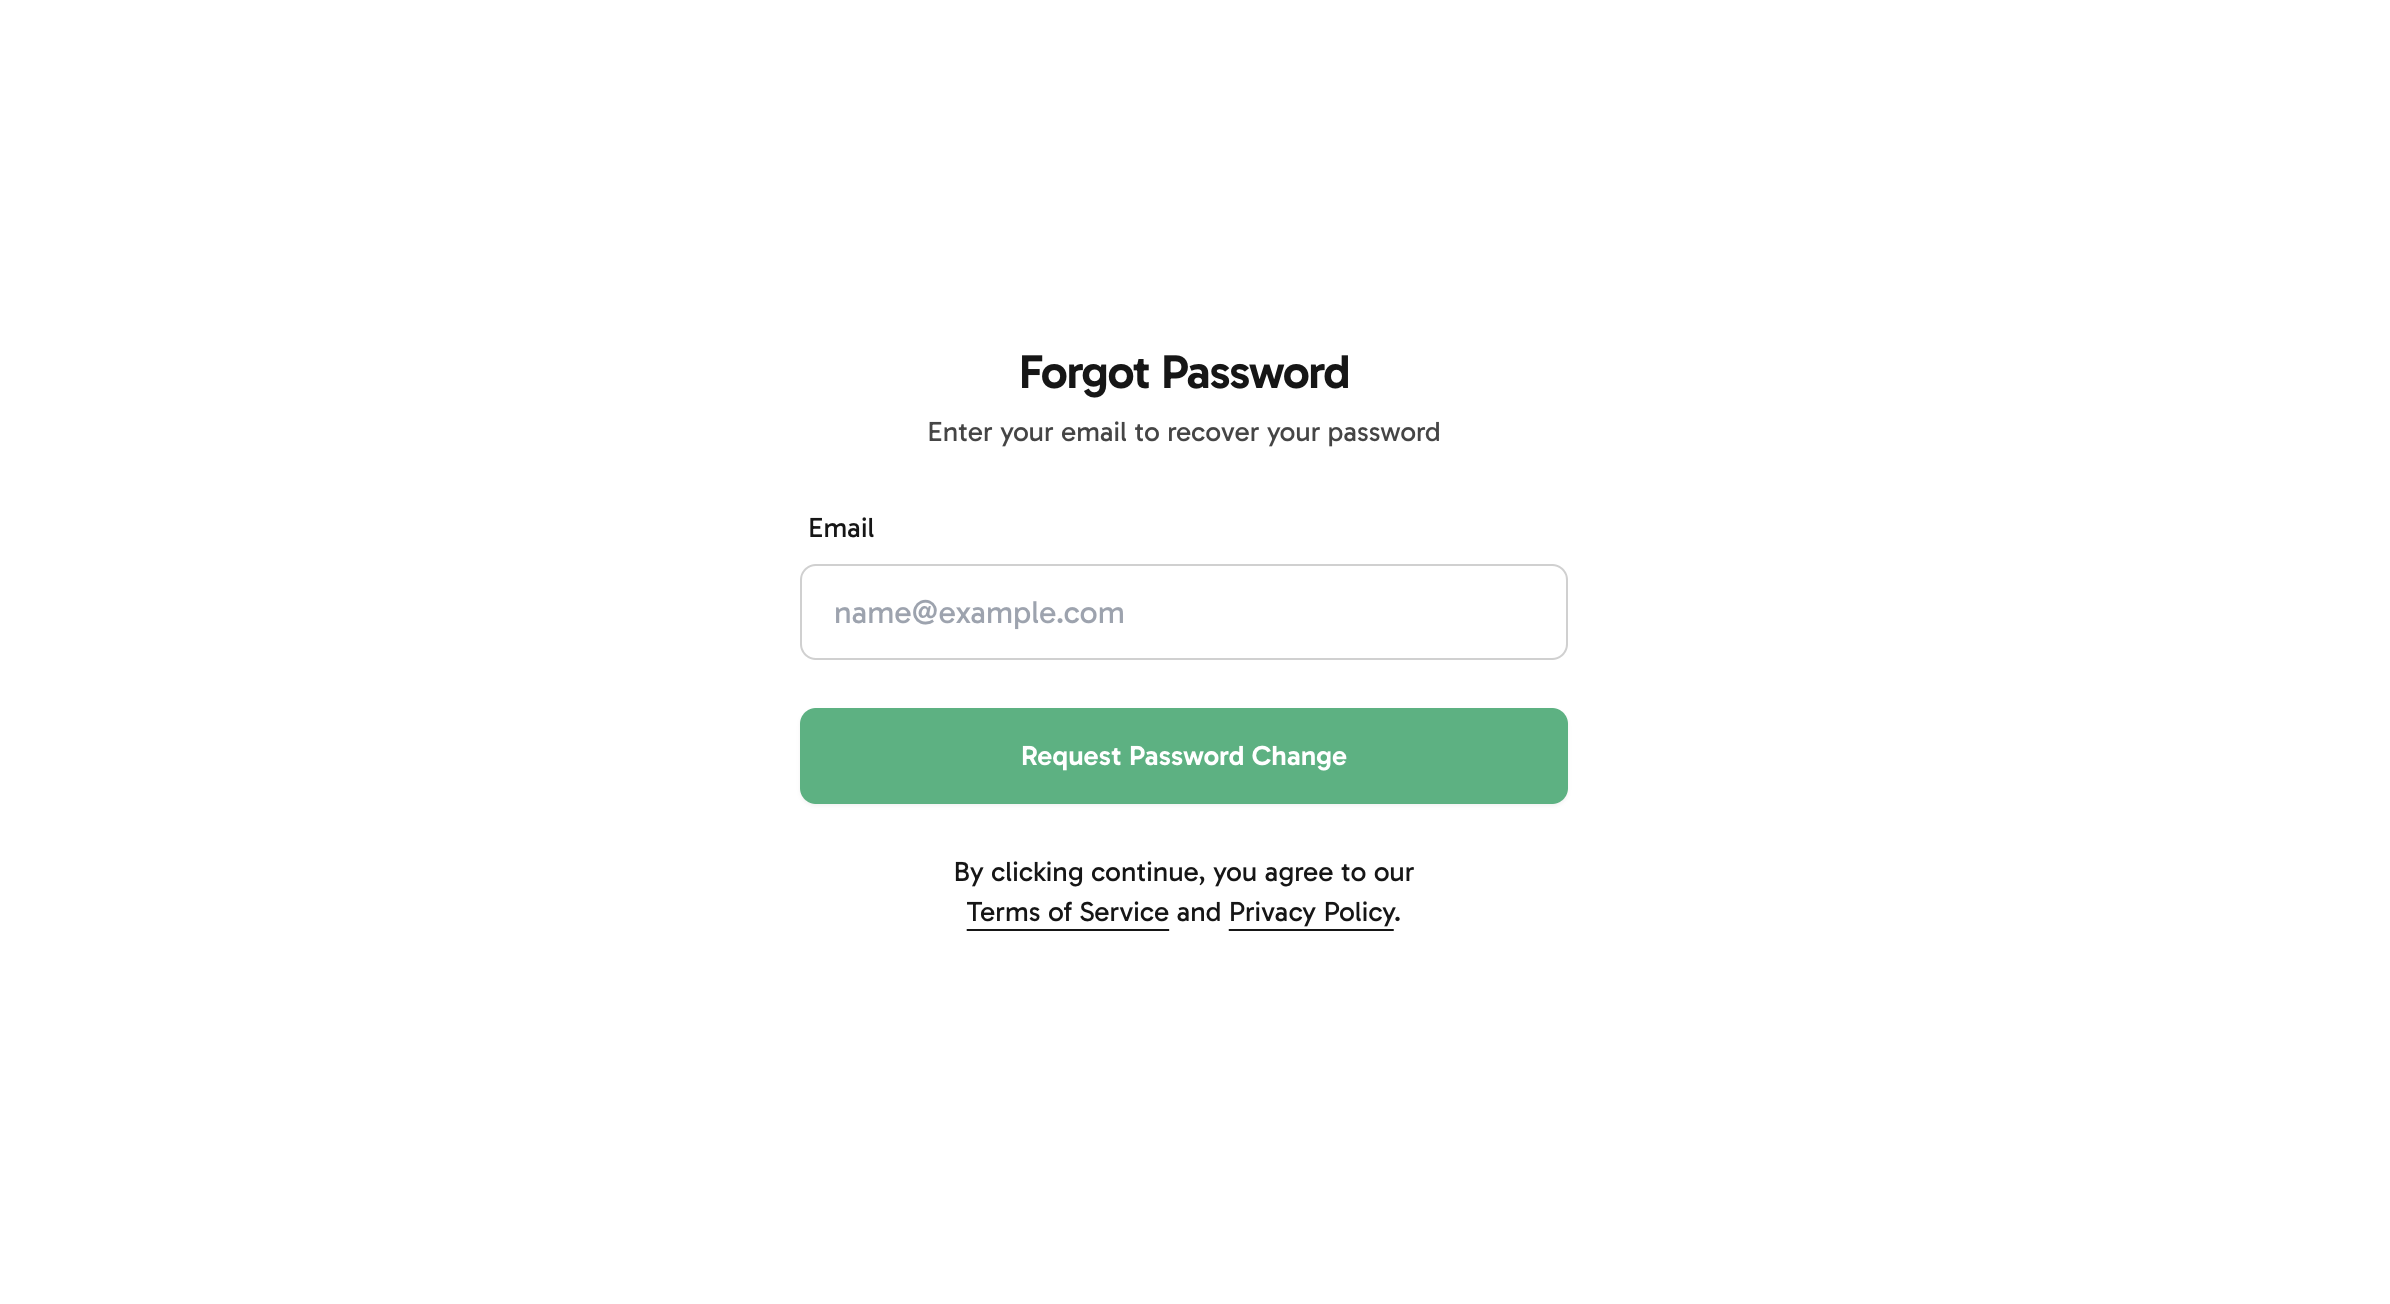 Forgot Password
Enter your email to recover your password
Email
name@example.com
Request Password Change
By clicking continue, you agree to our
Terms of Service and Privacy Policy.